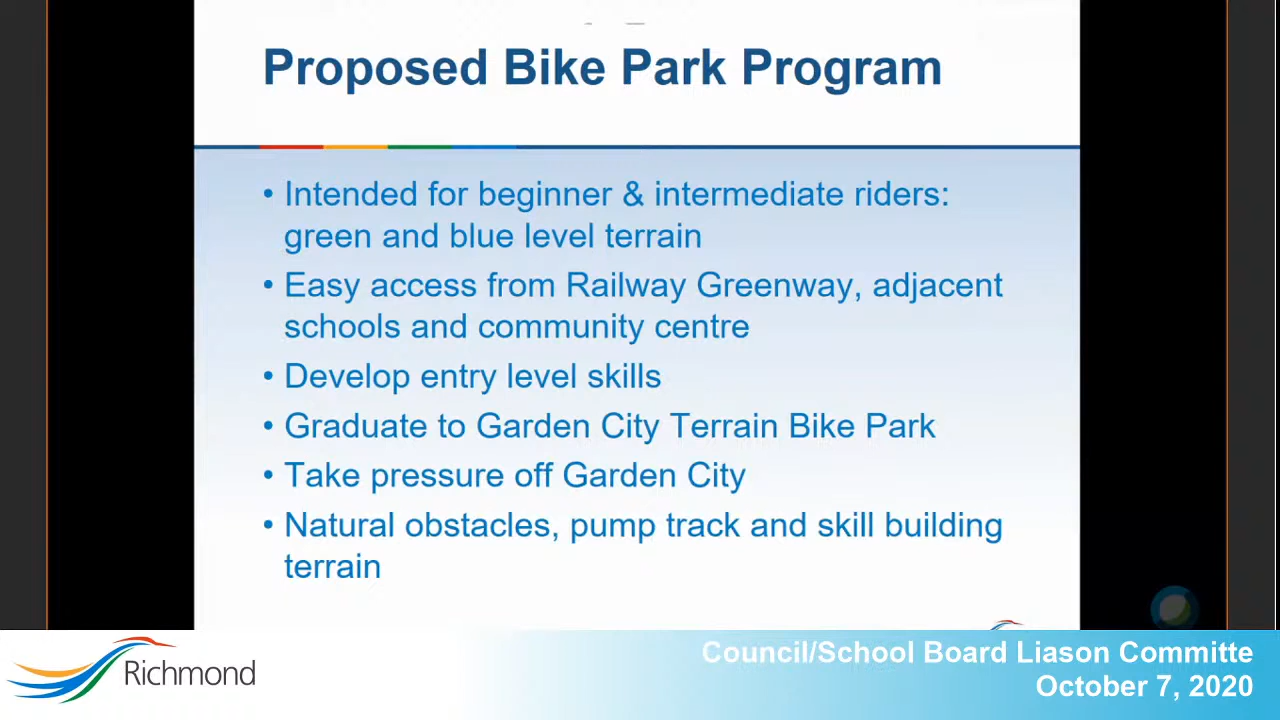 Proposed Bike Park Program
• Intended for beginner & intermediate riders:
green and blue level terrain
• Easy access from Railway Greenway, adjacent
schools and community centre
• Develop entry level skills
• Graduate to Garden City Terrain Bike Park
• Take pressure off Garden City
• Natural obstacles, pump track and skill building
terrain
Richmond
Council/School Board Liason Committe
October 7, 2020